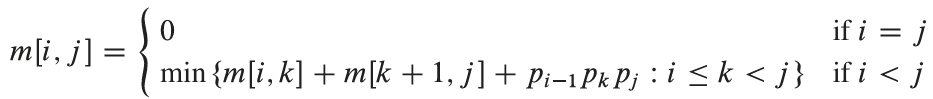 m[i, j] = { 0 if i = j
min {m[i, k] + m[k + 1, j] + p_{i−1} p_k p_j : i ≤ k < j} if i < j